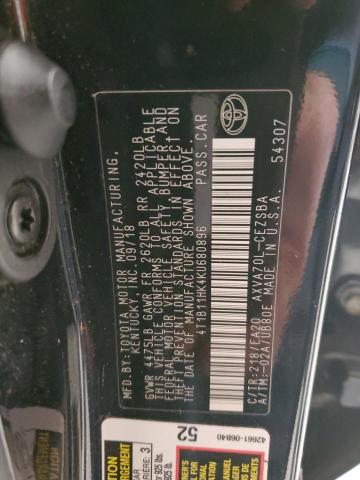 MFD. BY: TOYOTA MOTOR MANUFACTURING,
KENTUCKY, INC. 09/18
GVWR 4475LB GAWR FR 2620LB RR 2420LB
THIS VEHICLE CONFORMS TO ALL APPLICABLE
FEDERAL MOTOR VEHICLE SAFETY, BUMPER, AND
THEFT PREVENTION STANDARDS IN EFFECT ON
THE DATE OF MANUFACTURE SHOWN ABOVE.
4T1B11HK4KU680896 PASS.CAR
C/TR:218/FA20 AXVA70L-CEZSBA
A/TM:-02A/UB80E MADE IN U.S.A.
54307
52
42661-06840